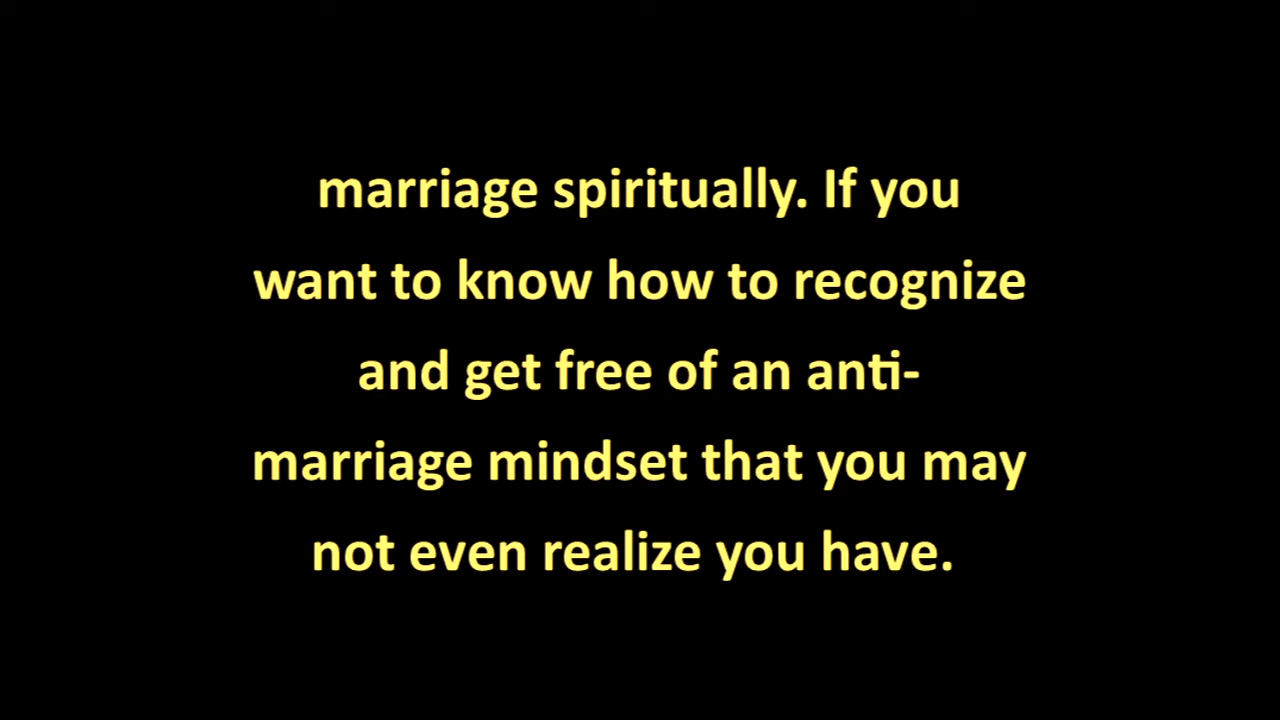 marriage spiritually. If you
want to know how to recognize
and get free of an anti-
marriage mindset that you may
not even realize you have.